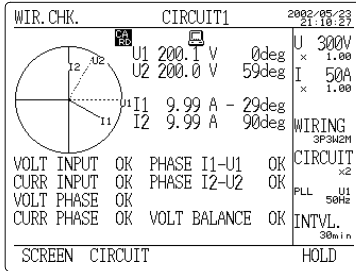 WIR.CHK. CIRCUIT1 2002/05/23
21:10:27
CA
RD
U1 200.1 V 0deg
U2 200.0 V 59deg
I1 9.99 A - 29deg
I2 9.99 A 90deg
I2 U2
U1
I1
VOLT INPUT OK PHASE I1-U1 OK
CURR INPUT OK PHASE I2-U2 OK
VOLT PHASE OK
CURR PHASE OK VOLT BALANCE OK
U 300V
× 1.00
I 50A
× 1.00
WIRING
3P3W2M
CIRCUIT
×2
PLL U1
50Hz
INTVL.
30min
SCREEN CIRCUIT HOLD